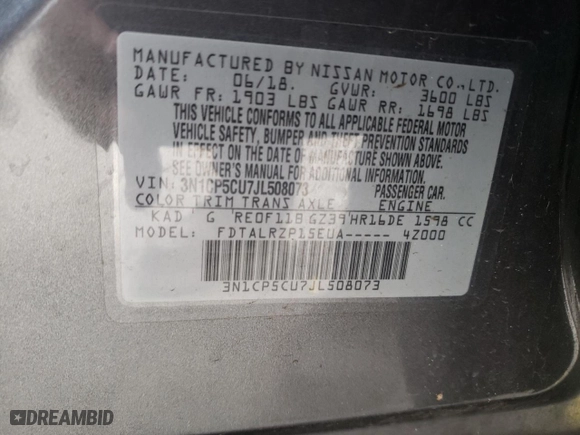 MANUFACTURED BY NISSAN MOTOR CO., LTD.
DATE: 06/18. GVWR: 3600 LBS
GAWR FR: 1903 LBS GAWR RR: 1698 LBS
THIS VEHICLE CONFORMS TO ALL APPLICABLE FEDERAL MOTOR
VEHICLE SAFETY, BUMPER AND THEFT PREVENTION STANDARDS
IN EFFECT ON THE DATE OF MANUFACTURE SHOWN ABOVE.
SEE OWNER'S MANUAL FOR ADDITIONAL INFORMATION.
VIN: 3N1CP5CU7JL508073 PASSENGER CAR.
COLOR TRIM TRANS AXLE ENGINE
KAD G RE0F11B GZ39 HR16DE 1598 CC
MODEL: FDTALRZP15EUA----- 4Z000
3N1CP5CU7JL508073
DREAMBID